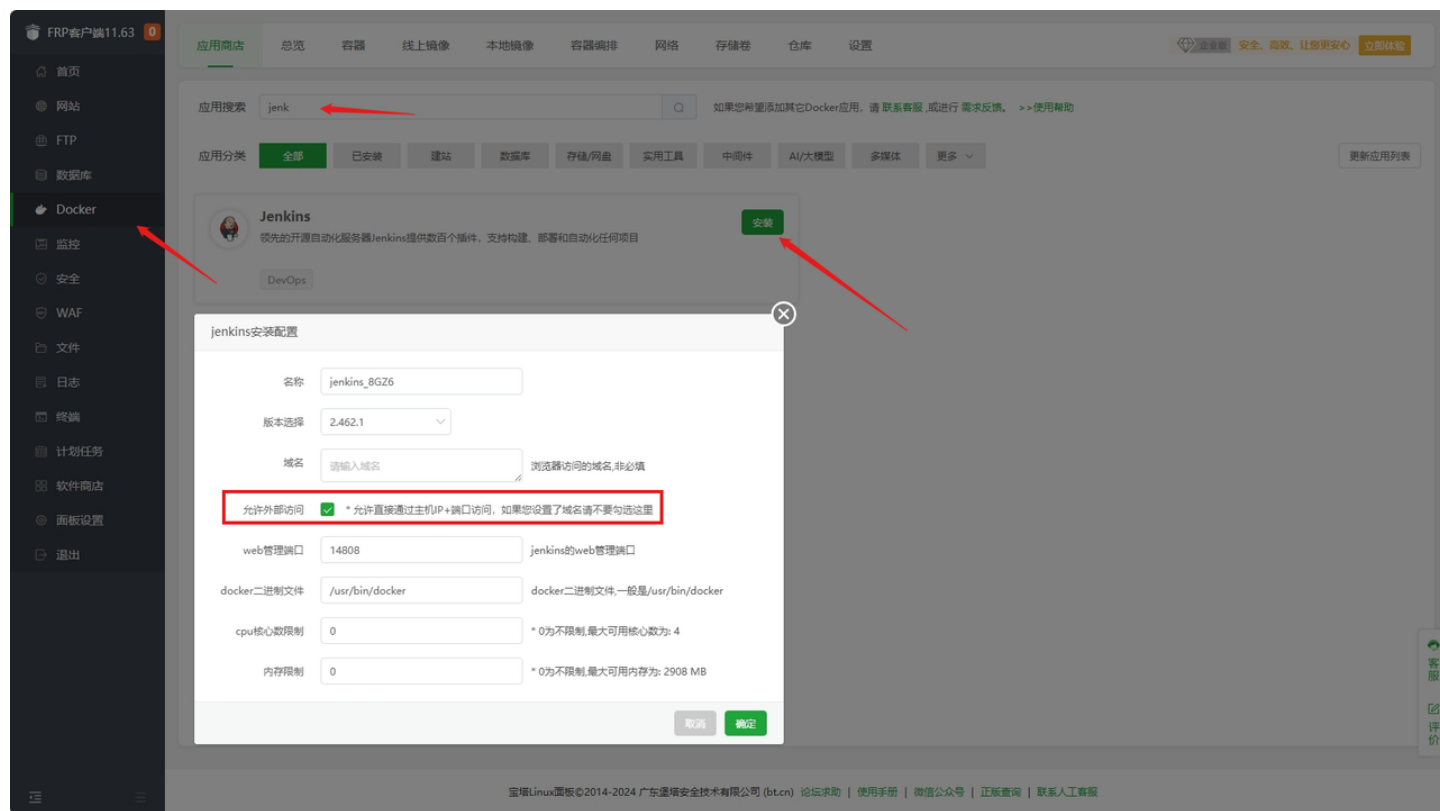 FRP客户端11.63 0
首页
网站
FTP
数据库
Docker
监控
安全
WAF
文件
日志
终端
计划任务
软件商店
面板设置
退出
应用商店 总览 容器 线上镜像 本地镜像 容器编排 网络 存储卷 仓库 设置
企业版 安全、高效、让您更安心 立即体验
应用搜索 jenk 如果您希望添加其它Docker应用，请 联系客服 ,或进行 需求反馈。 >>使用帮助
应用分类 全部 已安装 建站 数据库 存储/网盘 实用工具 中间件 AI/大模型 多媒体 更多 更新应用列表
Jenkins
安装
领先的开源自动化服务器Jenkins提供数百个插件，支持构建、部署和自动化任何项目
DevOps
jenkins安装配置
名称 jenkins_8GZ6
版本选择 2.462.1
域名 请输入域名 浏览器访问的域名,非必填
允许外部访问 * 允许直接通过主机IP+端口访问，如果您设置了域名请不要勾选这里
web管理端口 14808 jenkins的web管理端口
docker二进制文件 /usr/bin/docker docker二进制文件,一般是/usr/bin/docker
cpu核心数限制 0 * 0为不限制,最大可用核心数为: 4
内存限制 0 * 0为不限制,最大可用内存为: 2908 MB
取消 确定
客服
评价
宝塔Linux面板©2014-2024 广东堡塔安全技术有限公司 (bt.cn) 论坛求助 | 使用手册 | 微信公众号 | 正版查询 | 联系人工客服